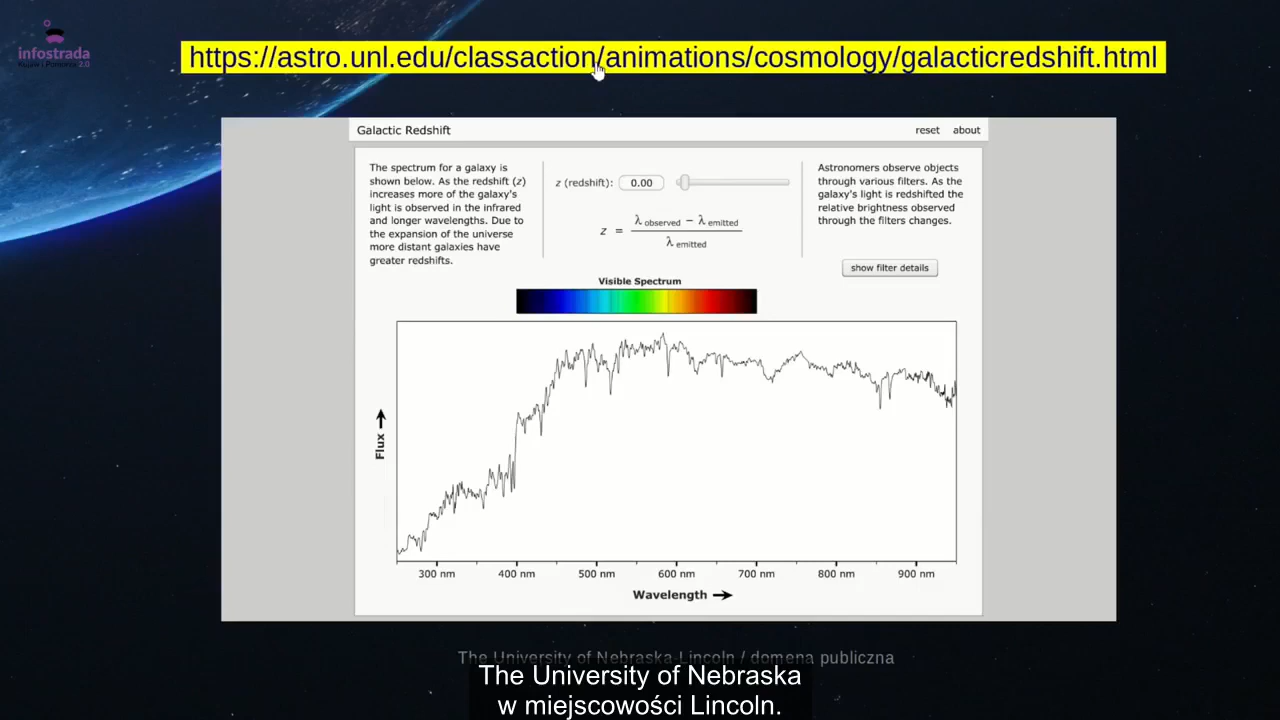 infostrada
Kujaw i Pomorza 2.0
https://astro.unl.edu/classaction/animations/cosmology/galacticredshift.html
Galactic Redshift
reset about
The spectrum for a galaxy is
shown below. As the redshift (z)
increases more of the galaxy's
light is observed in the infrared
and longer wavelengths. Due to
the expansion of the universe
more distant galaxies have
greater redshifts.
z (redshift): 0.00
z = λ observed − λ emitted
λ emitted
Astronomers observe objects
through various filters. As the
galaxy's light is redshifted the
relative brightness observed
through the filters changes.
show filter details
Visible Spectrum
Flux
300 nm 400 nm 500 nm 600 nm 700 nm 800 nm 900 nm
Wavelength
The University of Nebraska-Lincoln / domena publiczna
The University of Nebraska
w miejscowości Lincoln.